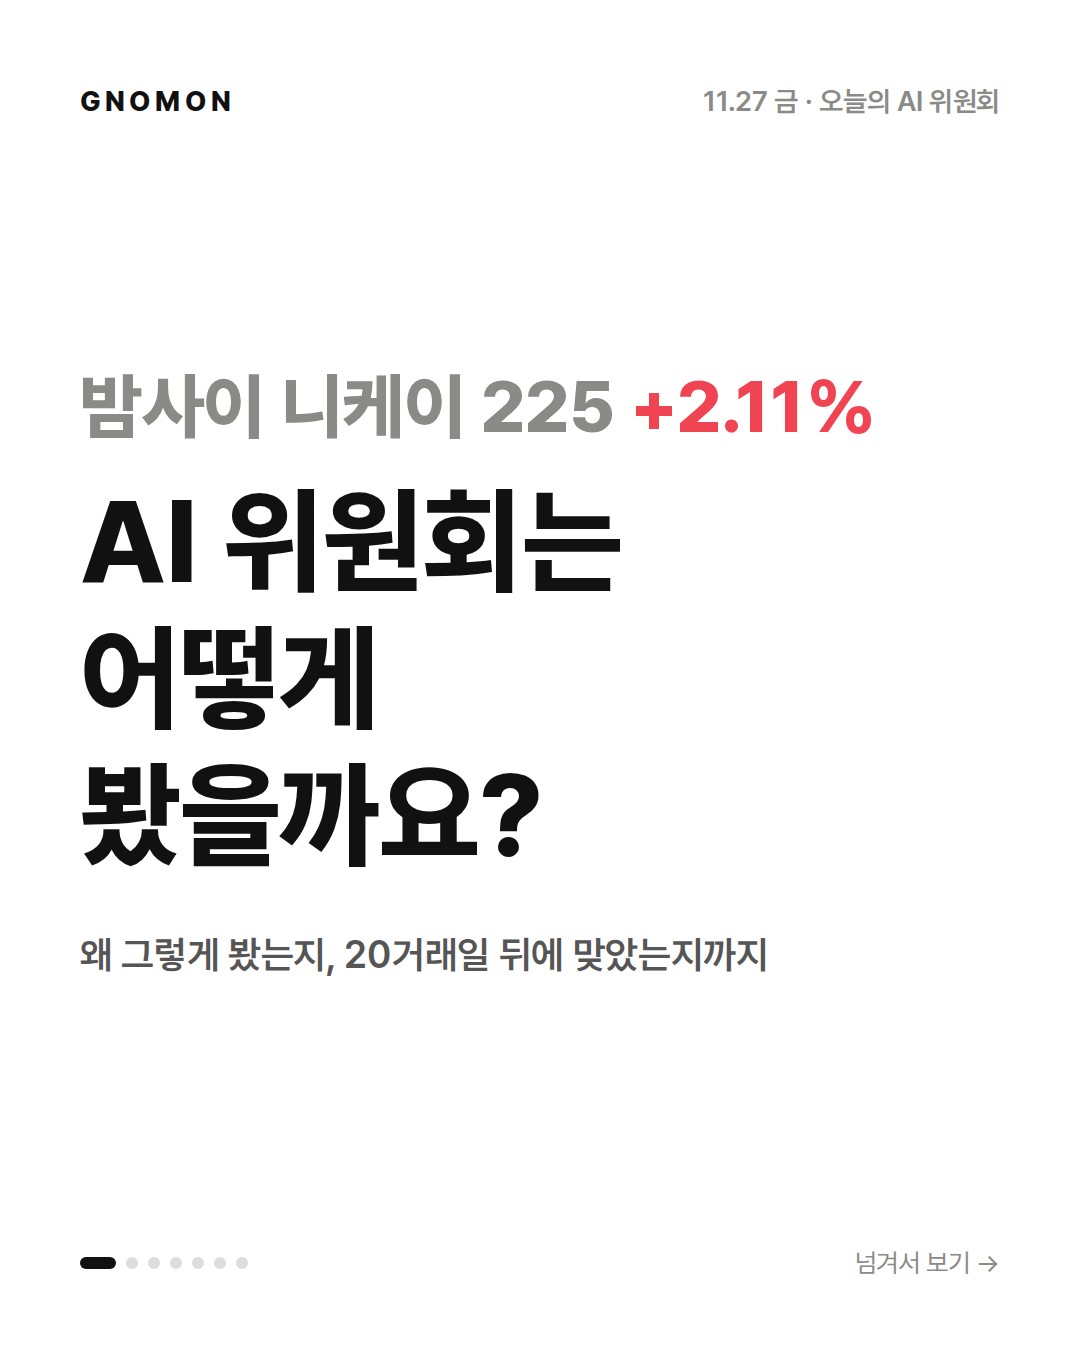 GNOMON
11.27 금 · 오늘의 AI 위원회
밤사이 니케이 225 +2.11%
AI 위원회는
어떻게
봤을까요?
왜 그렇게 봤는지, 20거래일 뒤에 맞았는지까지
넘겨서 보기 →